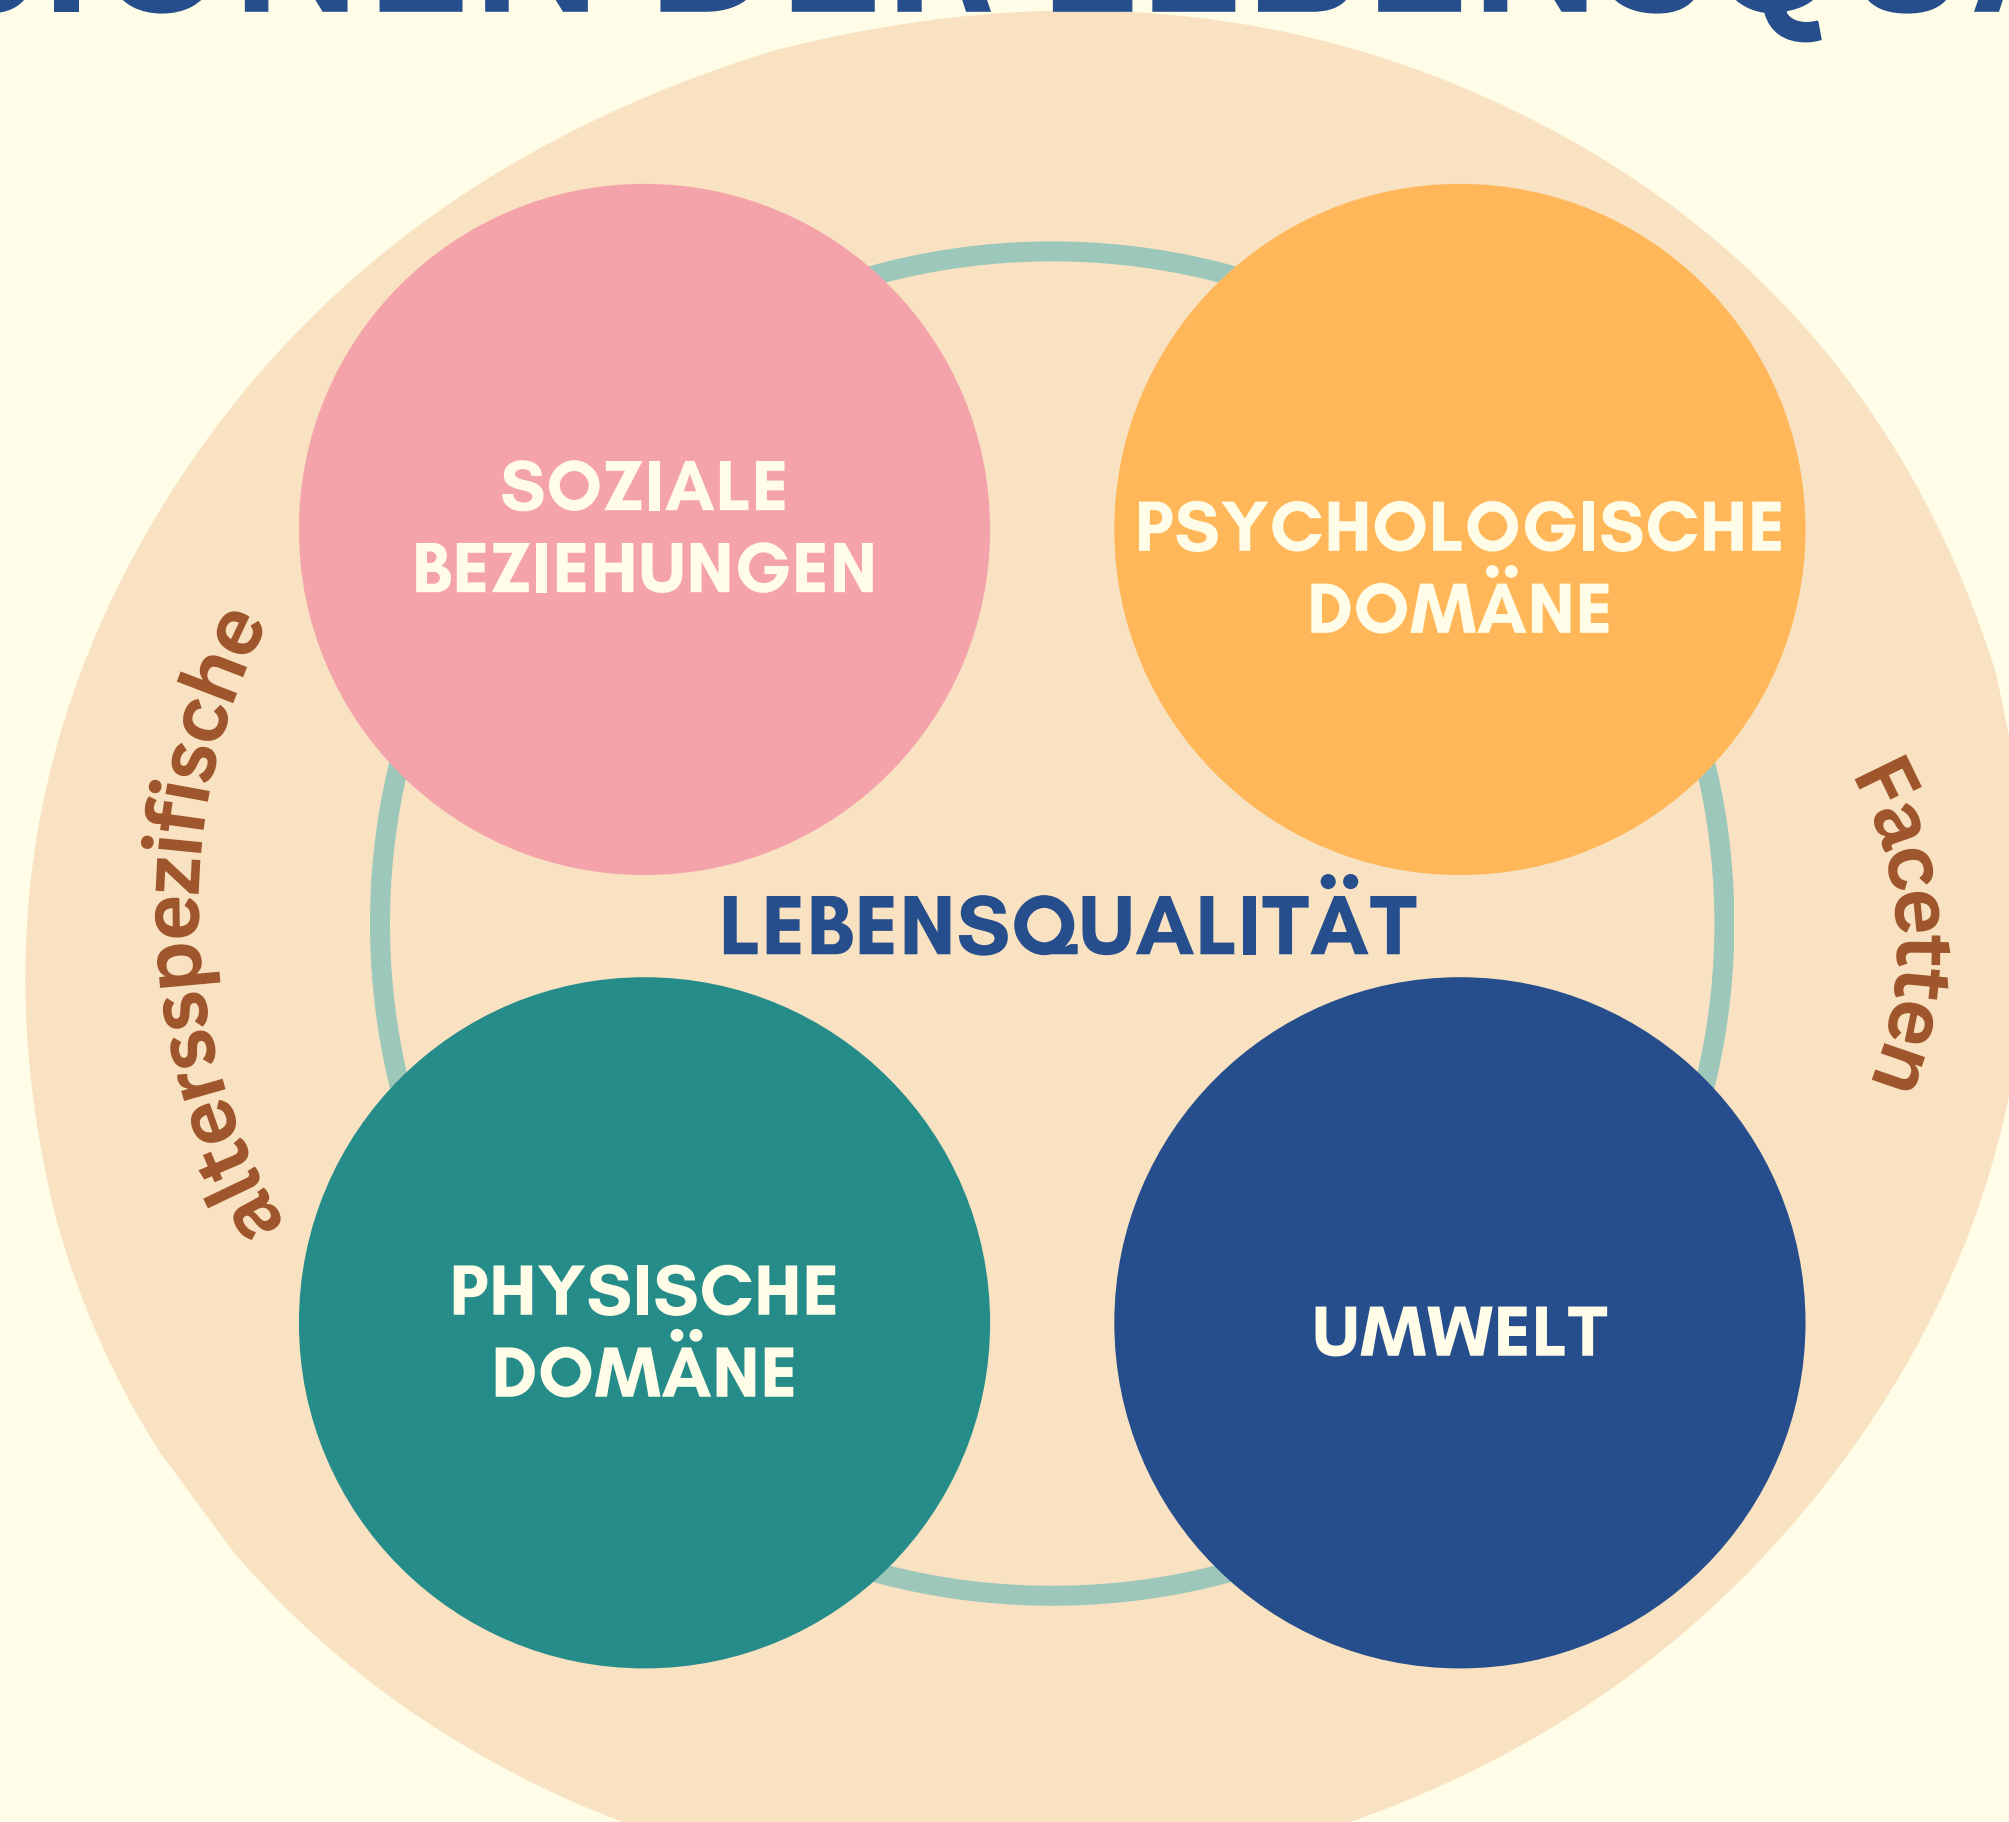 SOZIALE
BEZIEHUNGEN
PSYCHOLOGISCHE
DOMÄNE
altersspezifische
Facetten
LEBENSQUALITÄT
PHYSISCHE
DOMÄNE
UMWELT